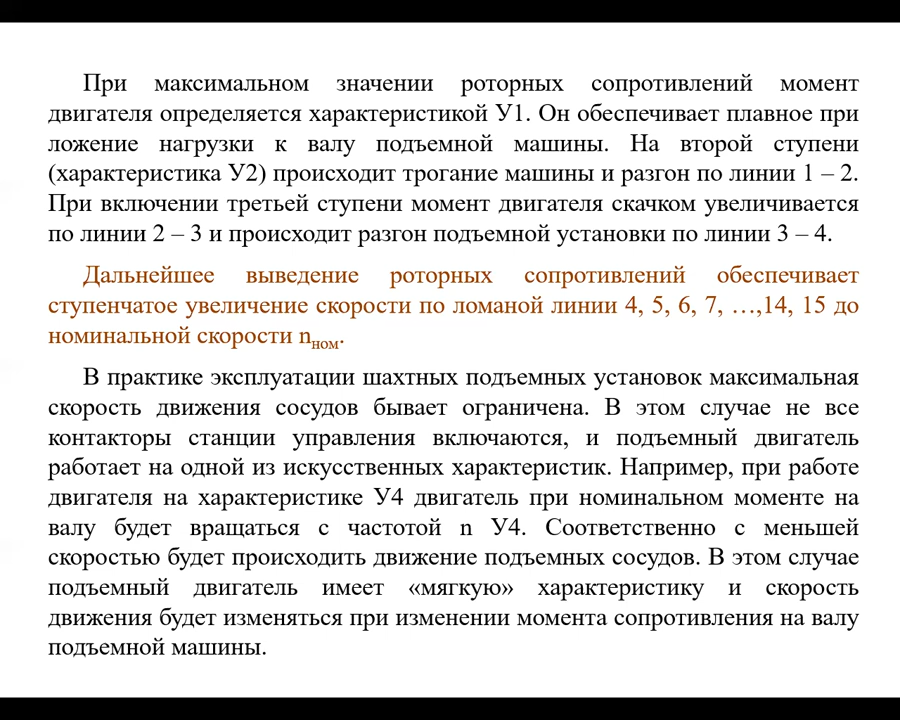 При максимальном значении роторных сопротивлений момент
двигателя определяется характеристикой У1. Он обеспечивает плавное при
ложение нагрузки к валу подъемной машины. На второй ступени
(характеристика У2) происходит трогание машины и разгон по линии 1 – 2.
При включении третьей ступени момент двигателя скачком увеличивается
по линии 2 – 3 и происходит разгон подъемной установки по линии 3 – 4.
Дальнейшее выведение роторных сопротивлений обеспечивает
ступенчатое увеличение скорости по ломаной линии 4, 5, 6, 7, …,14, 15 до
номинальной скорости nном.
В практике эксплуатации шахтных подъемных установок максимальная
скорость движения сосудов бывает ограничена. В этом случае не все
контакторы станции управления включаются, и подъемный двигатель
работает на одной из искусственных характеристик. Например, при работе
двигателя на характеристике У4 двигатель при номинальном моменте на
валу будет вращаться с частотой n У4. Соответственно с меньшей
скоростью будет происходить движение подъемных сосудов. В этом случае
подъемный двигатель имеет «мягкую» характеристику и скорость
движения будет изменяться при изменении момента сопротивления на валу
подъемной машины.